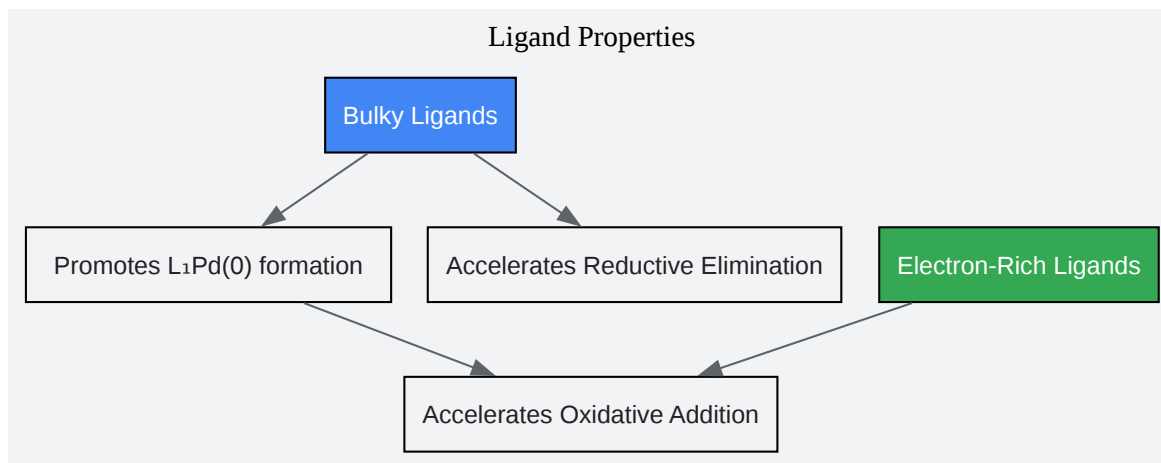 Ligand Properties
Bulky Ligands
Promotes L₁Pd(0) formation
Accelerates Reductive Elimination
Electron-Rich Ligands
Accelerates Oxidative Addition